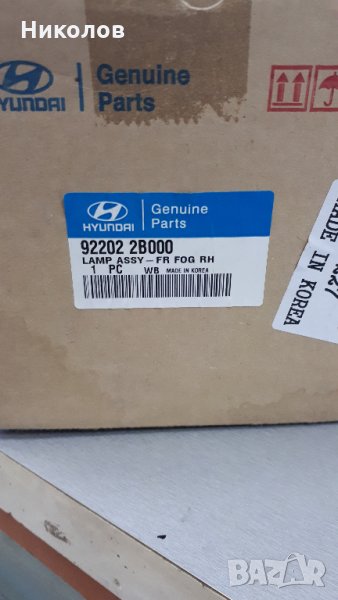 Николов
HYUNDAI
Genuine
Parts
HYUNDAI
Genuine
Parts
92202 2B000
LAMP ASSY-FR FOG RH
1 PC WB MADE IN KOREA
MADE IN KOREA
BAZAR